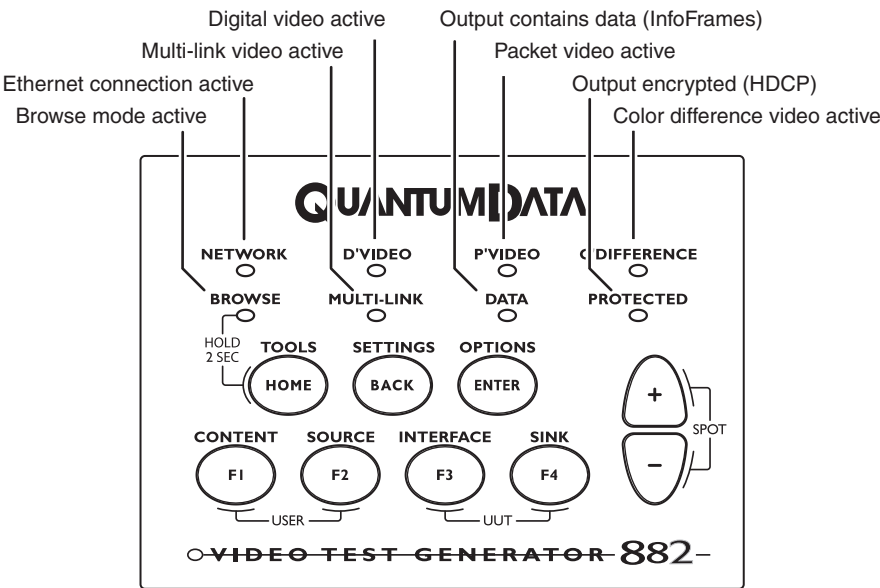 Digital video active
Output contains data (InfoFrames)
Multi-link video active
Packet video active
Ethernet connection active
Output encrypted (HDCP)
Browse mode active
Color difference video active
QUANTUMDATA
NETWORK
D'VIDEO
P'VIDEO
C'DIFFERENCE
BROWSE
MULTI-LINK
DATA
PROTECTED
HOLD
2 SEC
TOOLS
SETTINGS
OPTIONS
HOME
BACK
ENTER
+
SPOT
CONTENT
SOURCE
INTERFACE
SINK
F1
F2
F3
F4
–
USER
UUT
VIDEO TEST GENERATOR 882